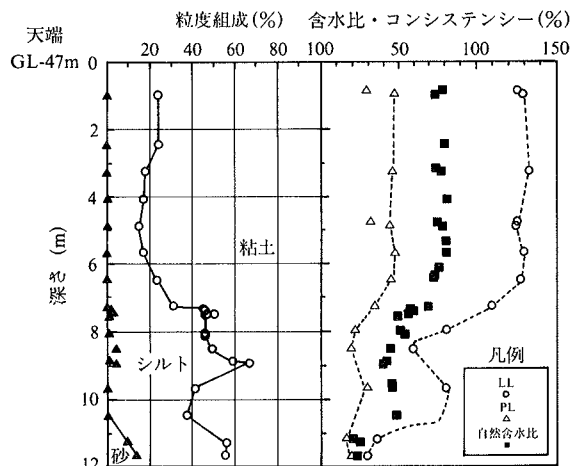 天端
GL-47m
粒度組成(%)
含水比・コンシステンシー(%)
20 40 60 80 100
50 100 150
0
2
4
6
8
10
12
深さ (m)
粘土
シルト
砂
凡例
LL
PL
自然含水比